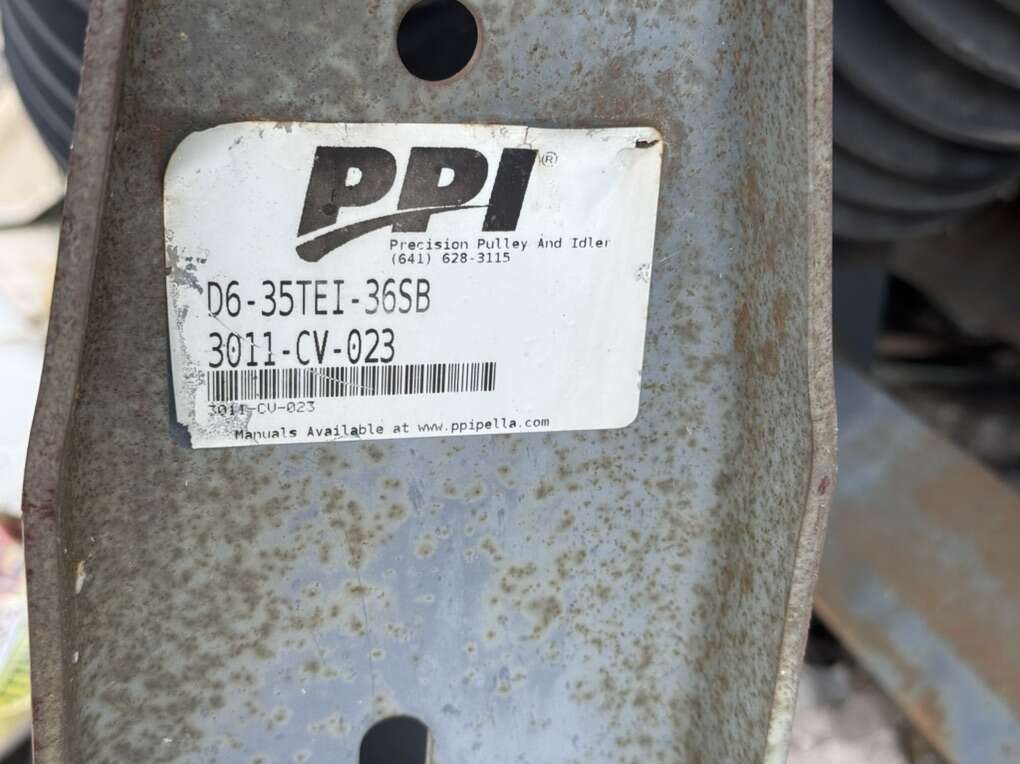 PPI®
Precision Pulley And Idler
(641) 628-3115
D6-35TEI-36SB
3011-CV-023
3011-CV-023
Manuals Available at www.ppipella.com